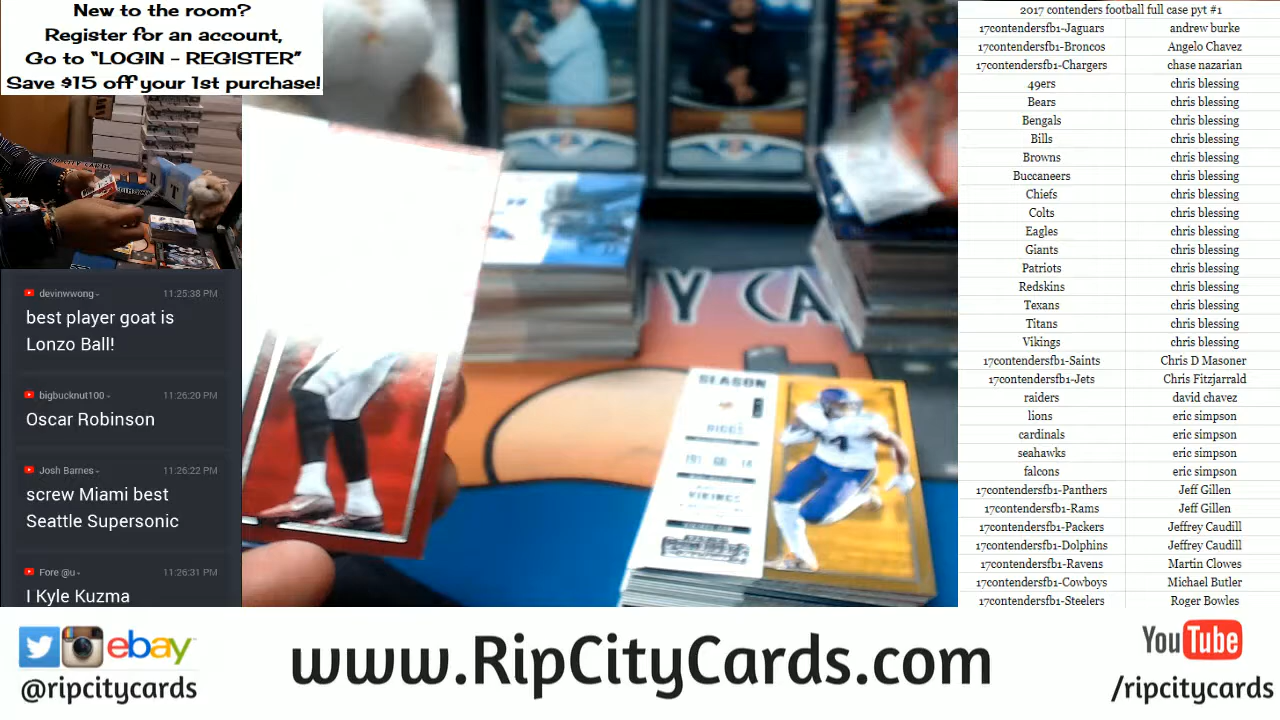 New to the room?
Register for an account,
Go to “LOGIN - REGISTER”
Save $15 off your 1st purchase!
devinwwong -
11:25:38 PM
best player goat is
Lonzo Ball!
bigbucknut100 -
11:26:20 PM
Oscar Robinson
Josh Barnes -
11:26:22 PM
screw Miami best
Seattle Supersonic
Fore @u -
11:26:31 PM
I Kyle Kuzma
Y CA
SEASON
DIGGS
VIKINGS
2017 contenders football full case pyt #1
17contendersfb1-Jaguars andrew burke
17contendersfb1-Broncos Angelo Chavez
17contendersfb1-Chargers chase nazarian
49ers chris blessing
Bears chris blessing
Bengals chris blessing
Bills chris blessing
Browns chris blessing
Buccaneers chris blessing
Chiefs chris blessing
Colts chris blessing
Eagles chris blessing
Giants chris blessing
Patriots chris blessing
Redskins chris blessing
Texans chris blessing
Titans chris blessing
Vikings chris blessing
17contendersfb1-Saints Chris D Masoner
17contendersfb1-Jets Chris Fitzjarrald
raiders david chavez
lions eric simpson
cardinals eric simpson
seahawks eric simpson
falcons eric simpson
17contendersfb1-Panthers Jeff Gillen
17contendersfb1-Rams Jeff Gillen
17contendersfb1-Packers Jeffrey Caudill
17contendersfb1-Dolphins Jeffrey Caudill
17contendersfb1-Ravens Martin Clowes
17contendersfb1-Cowboys Michael Butler
17contendersfb1-Steelers Roger Bowles
ebay
@ripcitycards
www.RipCityCards.com
YouTube
/ripcitycards